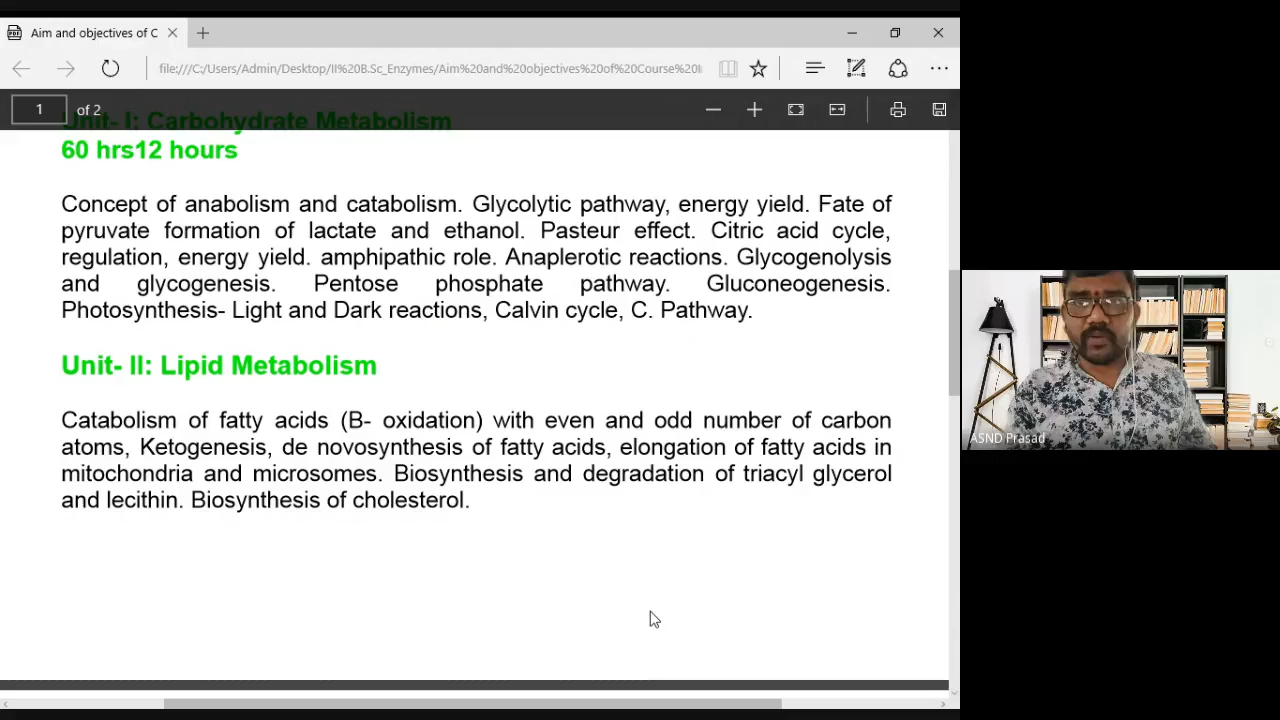 Aim and objectives of C
file:///C:/Users/Admin/Desktop/II%20B.Sc_Enzymes/Aim%20and%20objectives%20of%20Course%20I
1 of 2
Unit- I: Carbohydrate Metabolism
60 hrs12 hours
Concept of anabolism and catabolism. Glycolytic pathway, energy yield. Fate of
pyruvate formation of lactate and ethanol. Pasteur effect. Citric acid cycle,
regulation, energy yield. amphipathic role. Anaplerotic reactions. Glycogenolysis
and glycogenesis. Pentose phosphate pathway. Gluconeogenesis.
Photosynthesis- Light and Dark reactions, Calvin cycle, C. Pathway.
Unit- II: Lipid Metabolism
Catabolism of fatty acids (B- oxidation) with even and odd number of carbon
atoms, Ketogenesis, de novosynthesis of fatty acids, elongation of fatty acids in
mitochondria and microsomes. Biosynthesis and degradation of triacyl glycerol
and lecithin. Biosynthesis of cholesterol.
ASND Prasad